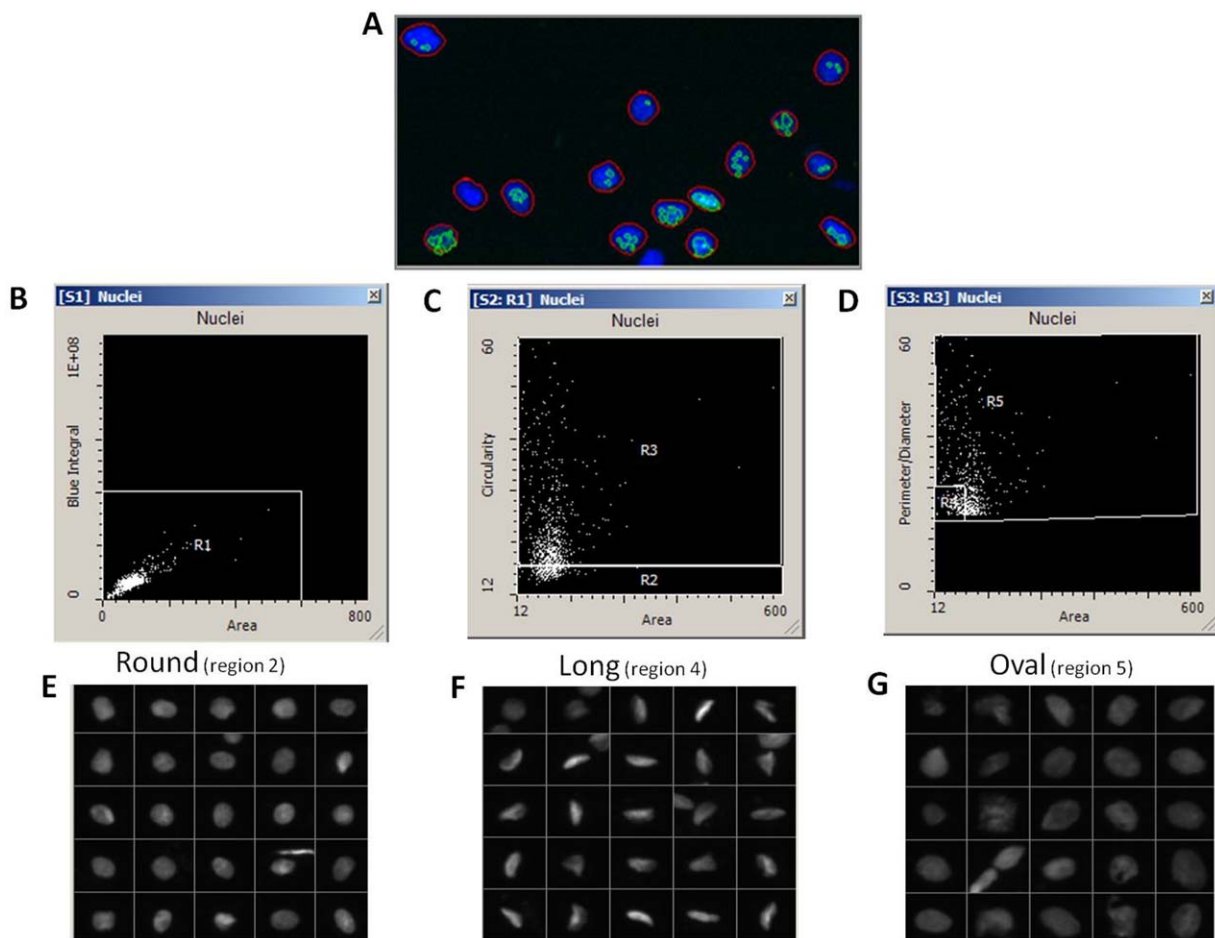 A
B
[S1] Nuclei
Nuclei
1E+08
Blue Integral
0
R1
0
800
Area
C
[S2: R1] Nuclei
Nuclei
60
Circularity
12
R3
R2
12
600
Area
D
[S3: R3] Nuclei
Nuclei
60
Perimeter/Diameter
0
R5
R4
12
600
Area
Round (region 2)
Long (region 4)
Oval (region 5)
E
F
G